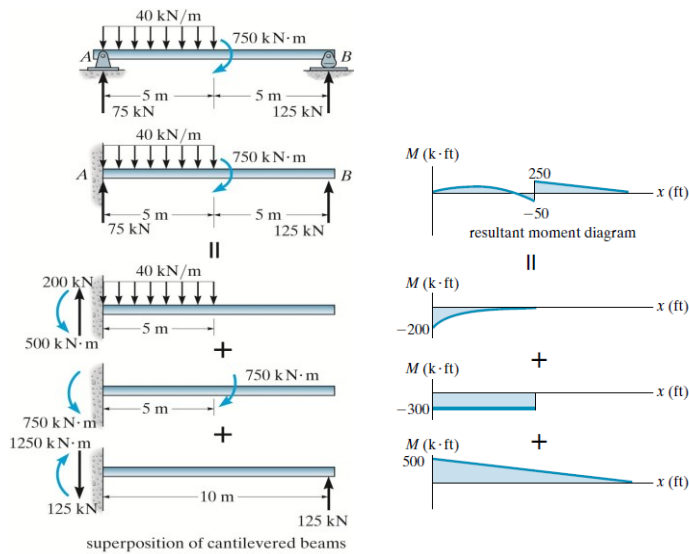 40 kN/m
750 kN·m
A
B
5 m
5 m
75 kN
125 kN
40 kN/m
750 kN·m
A
B
5 m
5 m
75 kN
125 kN
=
200 kN
40 kN/m
500 kN·m
5 m
+
750 kN·m
5 m
750 kN·m
+
1250 kN·m
10 m
125 kN
125 kN
superposition of cantilevered beams
M (k·ft)
250
x (ft)
−50
resultant moment diagram
=
M (k·ft)
x (ft)
−200
+
M (k·ft)
x (ft)
−300
+
M (k·ft)
500
x (ft)